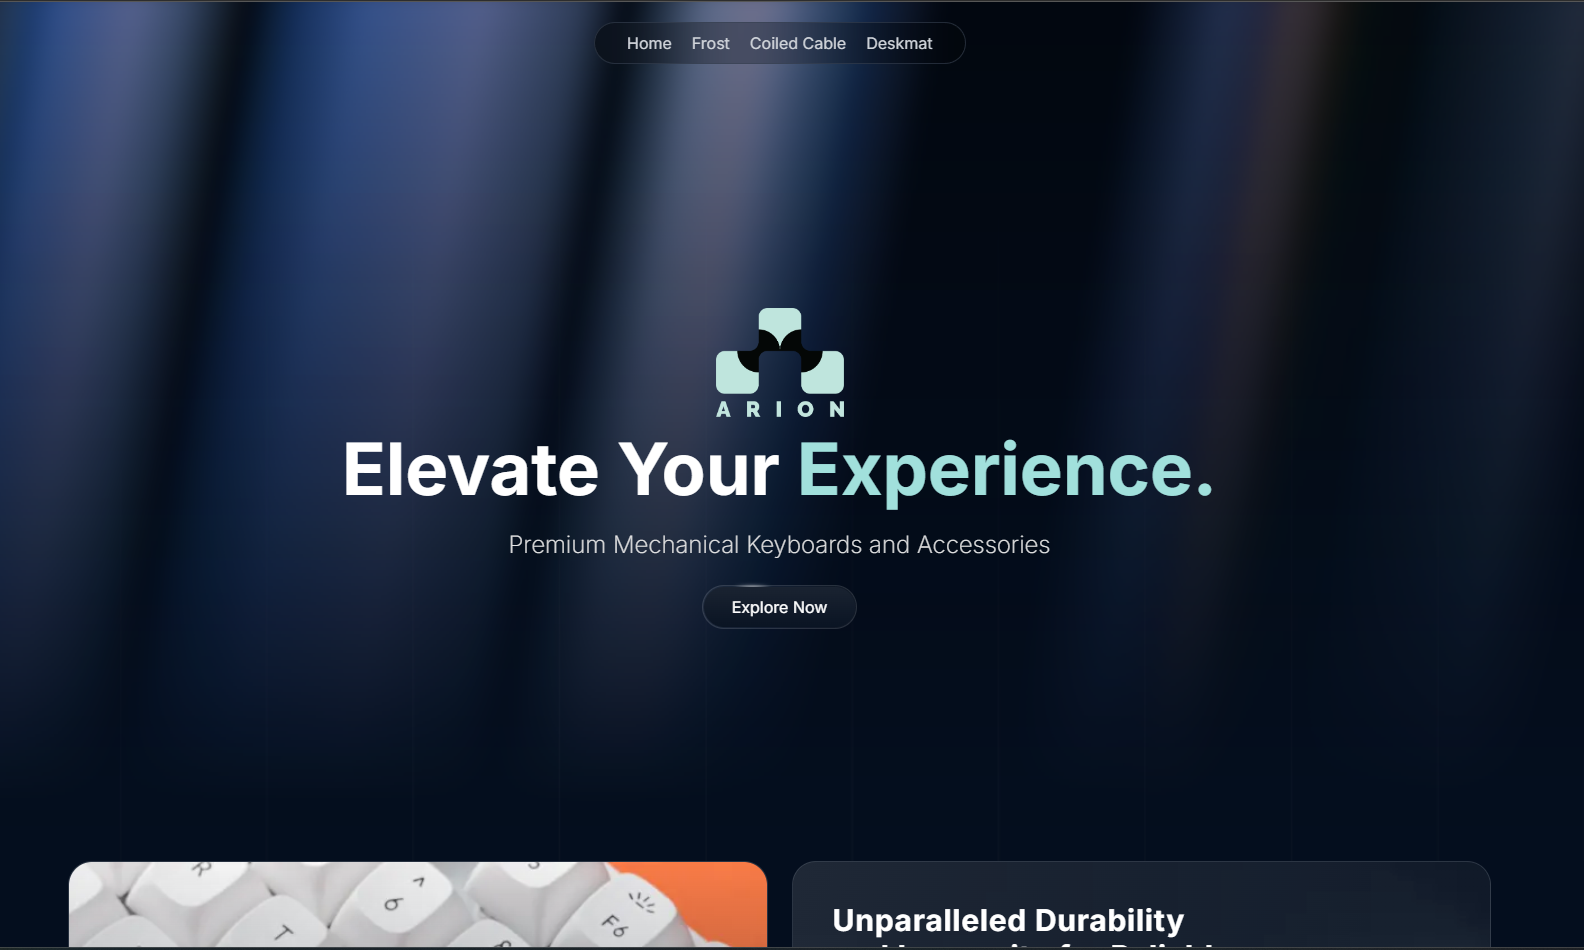 Home Frost Coiled Cable Deskmat
ARION
Elevate Your Experience.
Premium Mechanical Keyboards and Accessories
Explore Now
R
6
^
T
F6
Unparalleled Durability